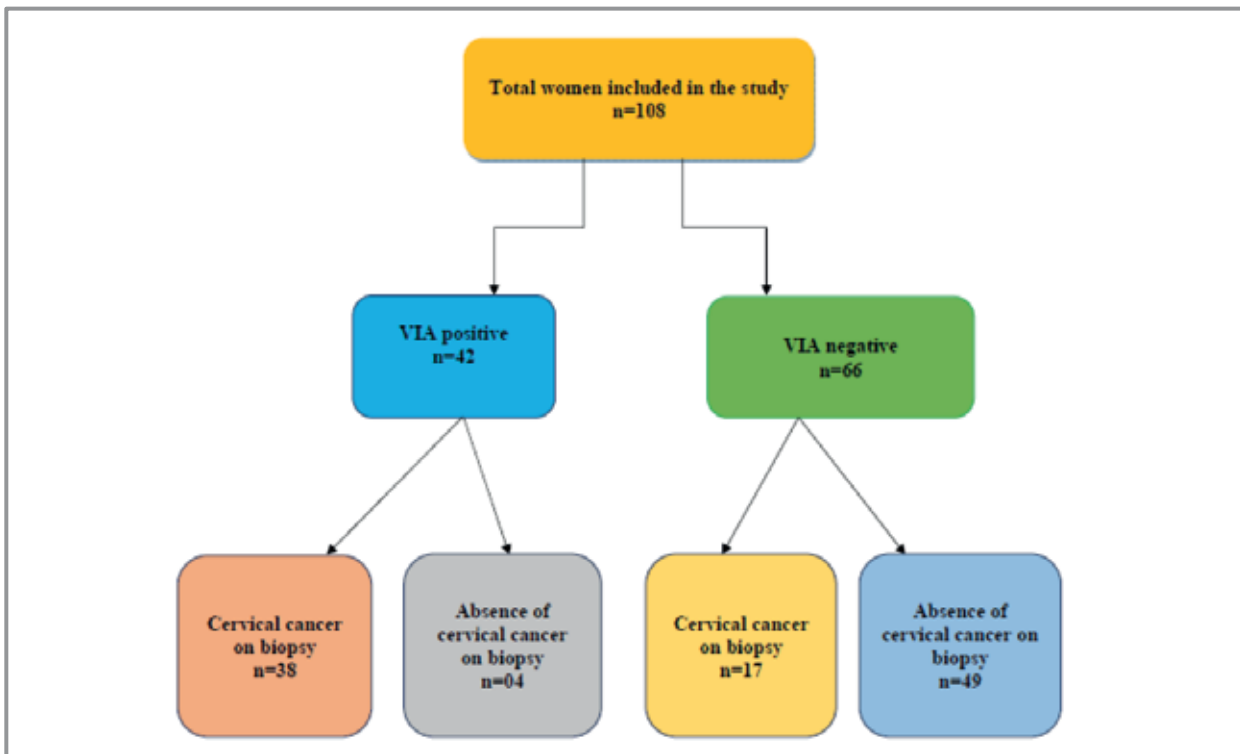 Total women included in the study
n=108
VIA positive
n=42
VIA negative
n=66
Cervical cancer
on biopsy
n=38
Absence of
cervical cancer
on biopsy
n=04
Cervical cancer
on biopsy
n=17
Absence of
cervical cancer on
biopsy
n=49